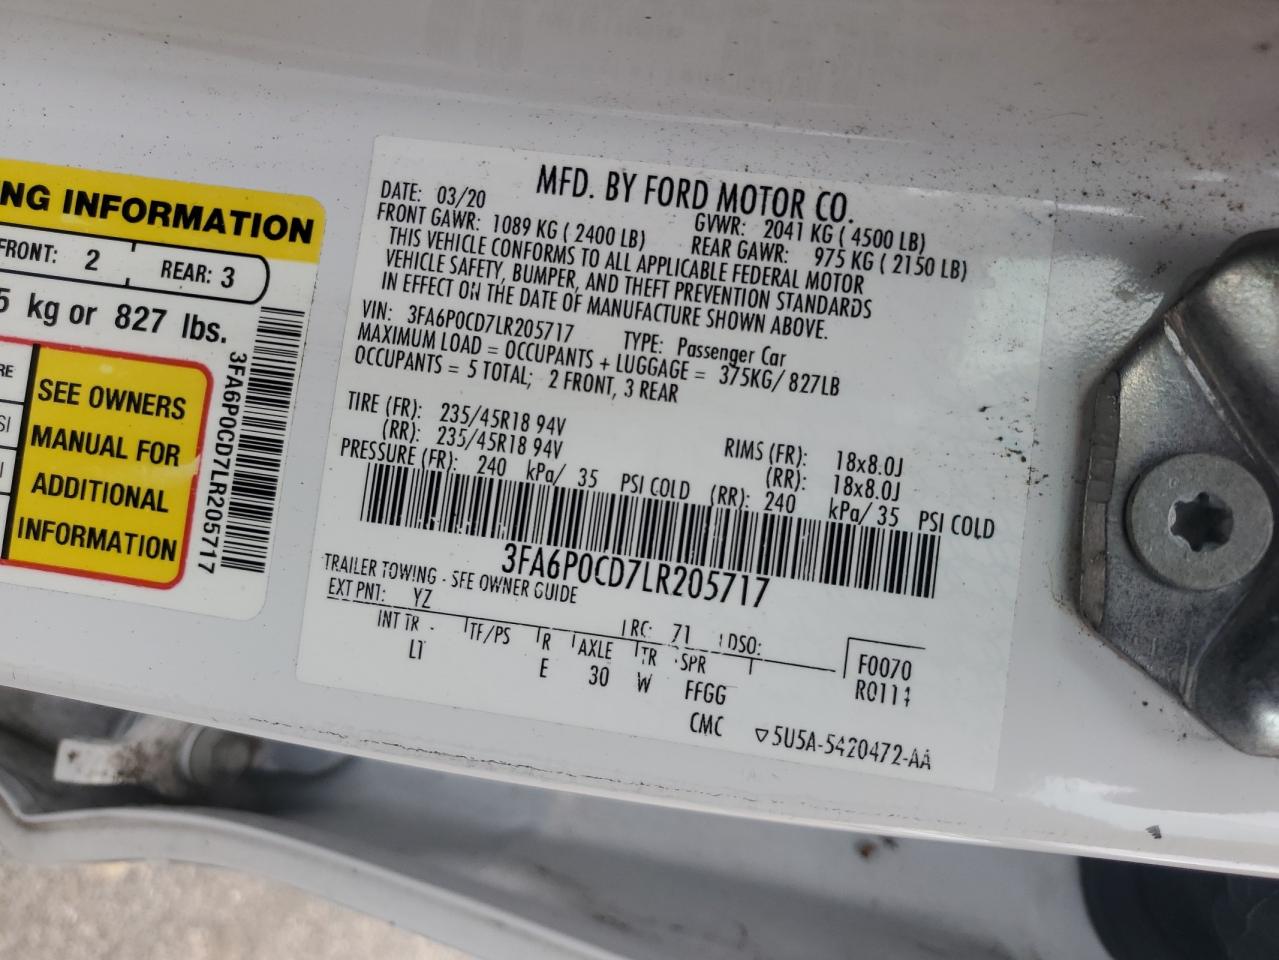 NG INFORMATION
FRONT: 2 REAR: 3
5 kg or 827 lbs.
RE
SI
I
SEE OWNERS
MANUAL FOR
ADDITIONAL
INFORMATION
3FA6P0CD7LR205717
MFD. BY FORD MOTOR CO.
DATE: 03/20 GVWR: 2041 KG ( 4500 LB)
FRONT GAWR: 1089 KG ( 2400 LB) REAR GAWR: 975 KG ( 2150 LB)
THIS VEHICLE CONFORMS TO ALL APPLICABLE FEDERAL MOTOR
VEHICLE SAFETY, BUMPER, AND THEFT PREVENTION STANDARDS
IN EFFECT ON THE DATE OF MANUFACTURE SHOWN ABOVE.
VIN: 3FA6P0CD7LR205717 TYPE: Passenger Car
MAXIMUM LOAD = OCCUPANTS + LUGGAGE = 375KG/ 827LB
OCCUPANTS = 5 TOTAL; 2 FRONT, 3 REAR
TIRE (FR): 235/45R18 94V RIMS (FR): 18x8.0J
(RR): 235/45R18 94V (RR): 18x8.0J
PRESSURE (FR): 240 kPa/ 35 PSI COLD (RR): 240 kPa/ 35 PSI COLD
3FA6P0CD7LR205717
TRAILER TOWING - SEE OWNER GUIDE
EXT PNT: YZ RC: 71 DSO: F0070
INT TR TF/PS R AXLE TR SPR
LT E 30 W FFGG
CMC
5U5A-5420472-AA